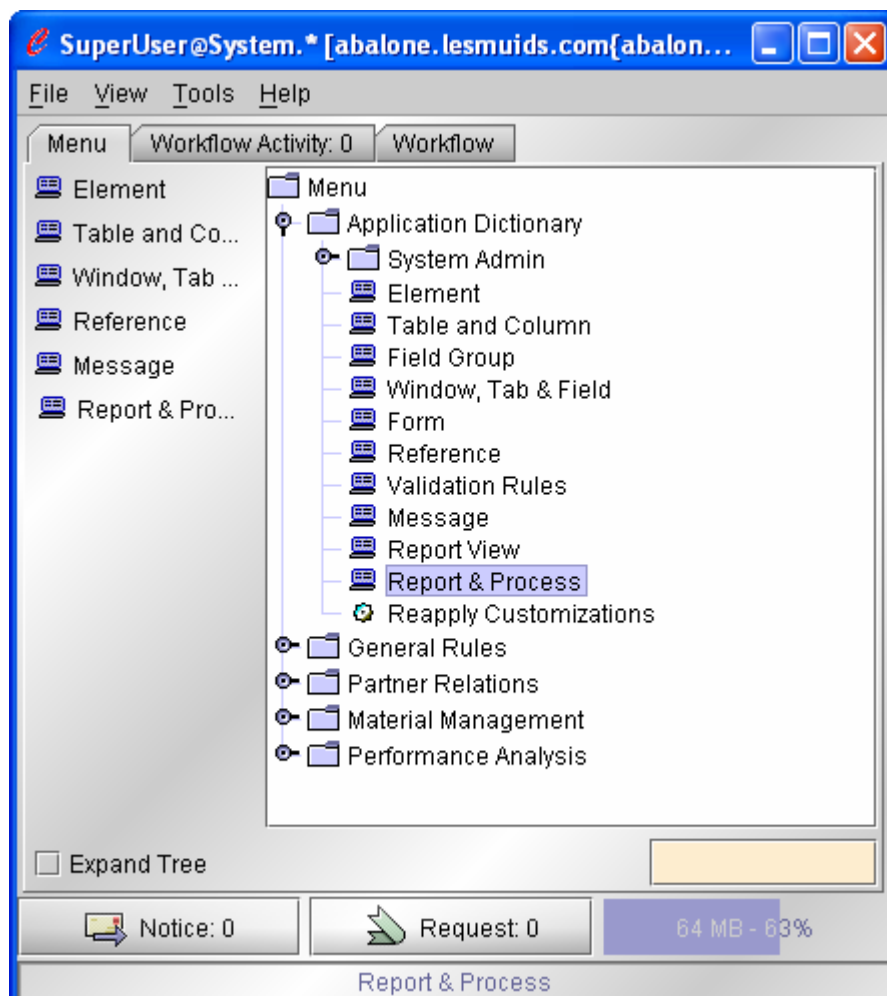 SuperUser@System.* [abalone.lesmuids.com{abalon...
File View Tools Help
Menu Workflow Activity: 0 Workflow
Element
Table and Co...
Window, Tab ...
Reference
Message
Report & Pro...
Menu
Application Dictionary
System Admin
Element
Table and Column
Field Group
Window, Tab & Field
Form
Reference
Validation Rules
Message
Report View
Report & Process
Reapply Customizations
General Rules
Partner Relations
Material Management
Performance Analysis
Expand Tree
Notice: 0 Request: 0 64 MB - 63%
Report & Process